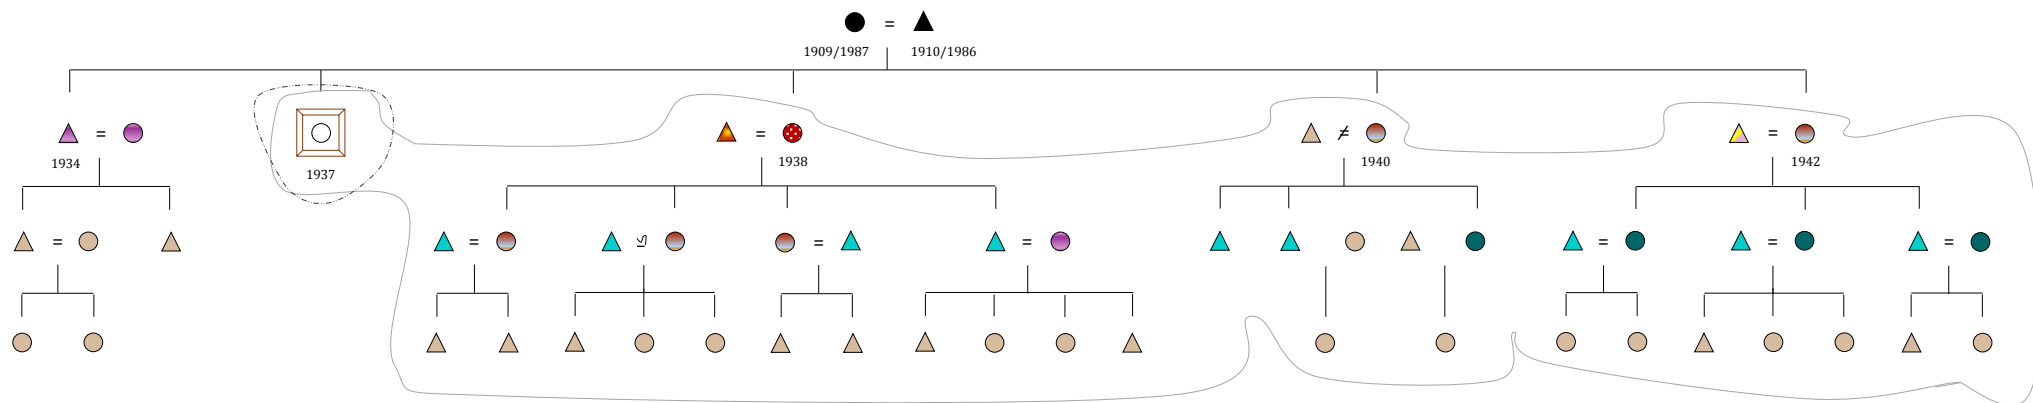 =
1909/1987 1910/1986
= = ≠ =
1934 1937 1938 1940 1942
= = = = = = =